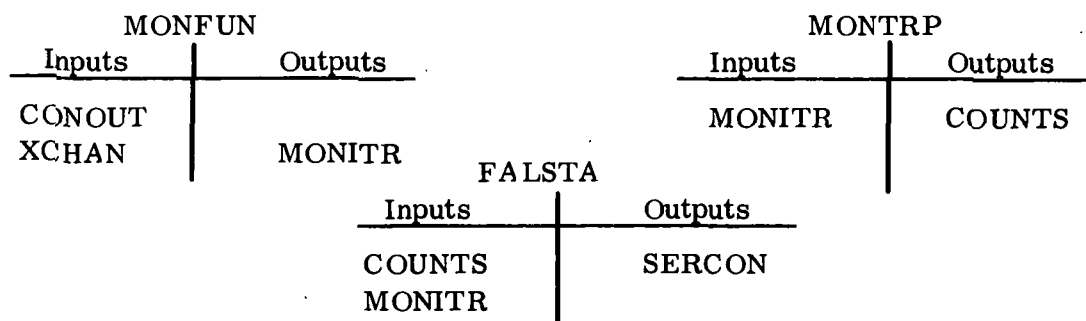 MONFUN MONTRP
Inputs Outputs Inputs Outputs
CONOUT MONITR COUNTS
XCHAN MONITR
FALSTA
Inputs Outputs
COUNTS SERCON
MONITR